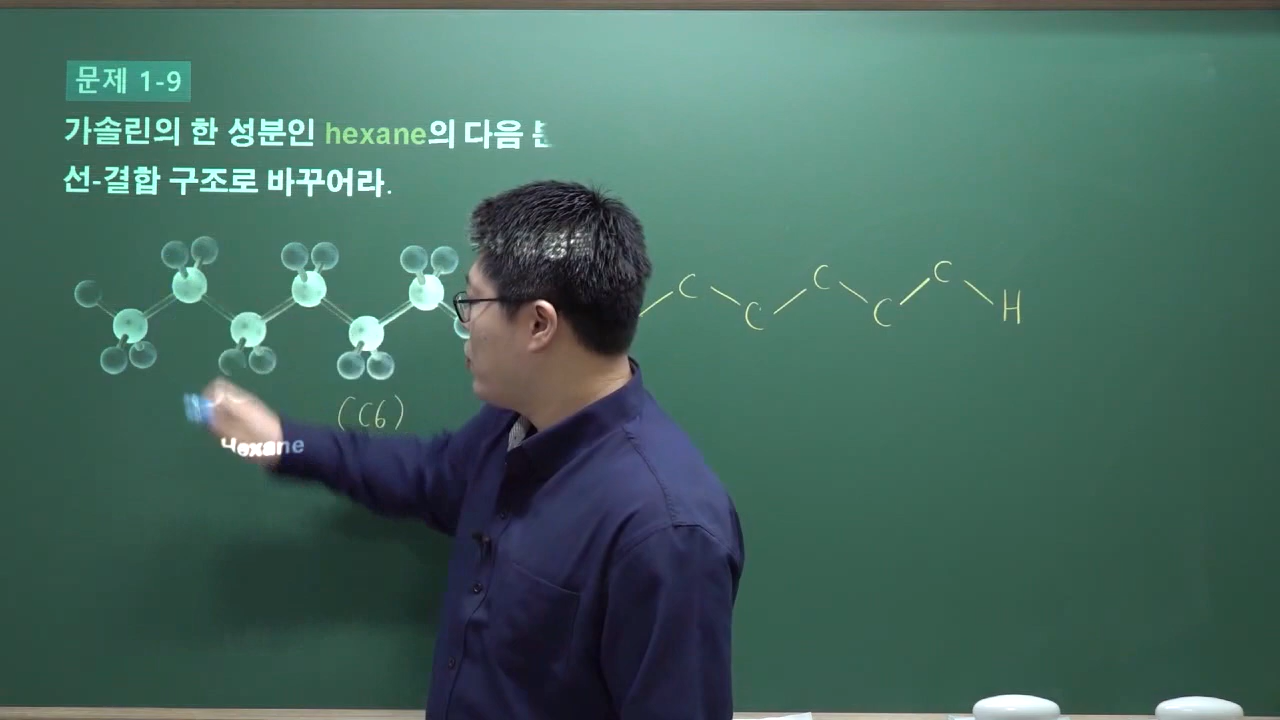 문제 1-9
가솔린의 한 성분인 hexane의 다음
선-결합 구조로 바꾸어라.
C C C C C H
(C6)
Hexane